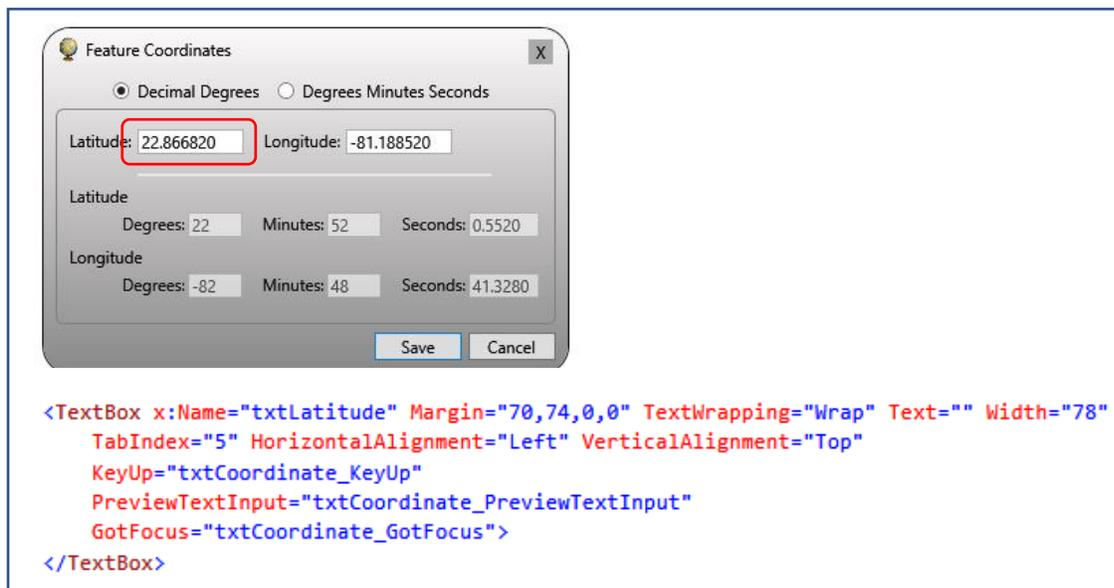 Feature Coordinates X
Decimal Degrees Degrees Minutes Seconds
Latitude: 22.866820 Longitude: -81.188520
Latitude
Degrees: 22 Minutes: 52 Seconds: 0.5520
Longitude
Degrees: -82 Minutes: 48 Seconds: 41.3280
Save Cancel
<TextBox x:Name="txtLatitude" Margin="70,74,0,0" TextWrapping="Wrap" Text="" Width="78"
TabIndex="5" HorizontalAlignment="Left" VerticalAlignment="Top"
KeyUp="txtCoordinate_KeyUp"
PreviewTextInput="txtCoordinate_PreviewTextInput"
GotFocus="txtCoordinate_GotFocus">
</TextBox>